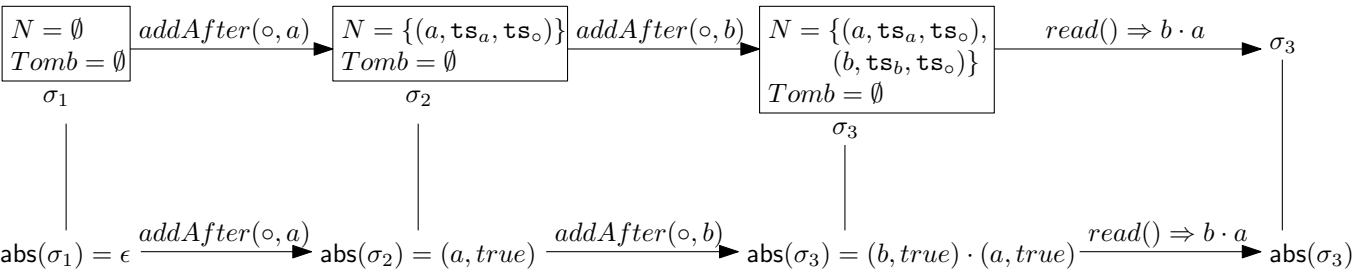 N = ∅
Tomb = ∅
σ₁
addAfter(∘, a)
N = {(a, ts_a, ts_∘)}
Tomb = ∅
σ₂
addAfter(∘, b)
N = {(a, ts_a, ts_∘),
(b, ts_b, ts_∘)}
Tomb = ∅
σ₃
read() ⇒ b · a
σ₃
abs(σ₁) = ϵ
addAfter(∘, a)
abs(σ₂) = (a, true)
addAfter(∘, b)
abs(σ₃) = (b, true) · (a, true)
read() ⇒ b · a
abs(σ₃)